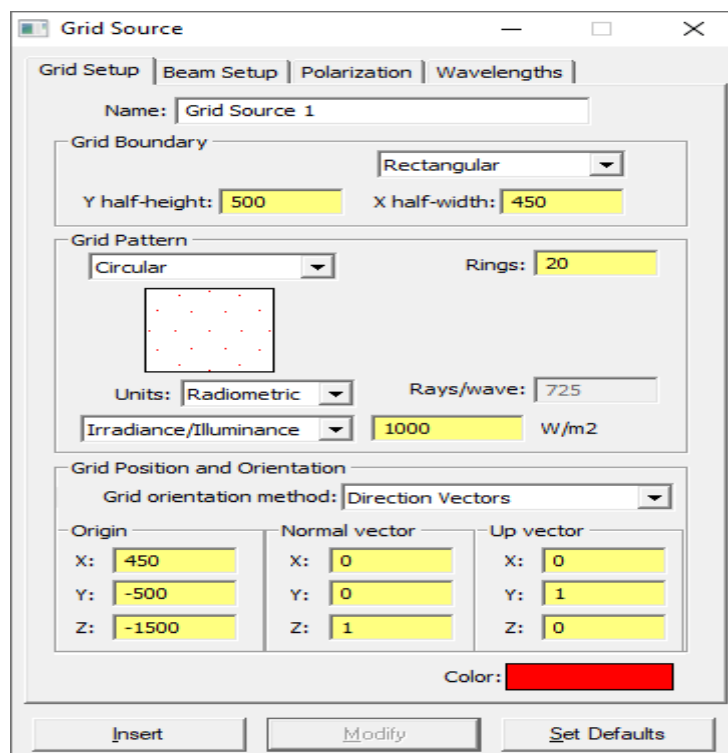 Grid Source
Grid Setup Beam Setup Polarization Wavelengths
Name: Grid Source 1
Grid Boundary
Rectangular
Y half-height: 500 X half-width: 450
Grid Pattern
Circular Rings: 20
Units: Radiometric Rays/wave: 725
Irradiance/Illuminance 1000 W/m2
Grid Position and Orientation
Grid orientation method: Direction Vectors
Origin Normal vector Up vector
X: 450 X: 0 X: 0
Y: -500 Y: 0 Y: 1
Z: -1500 Z: 1 Z: 0
Color:
Insert Modify Set Defaults